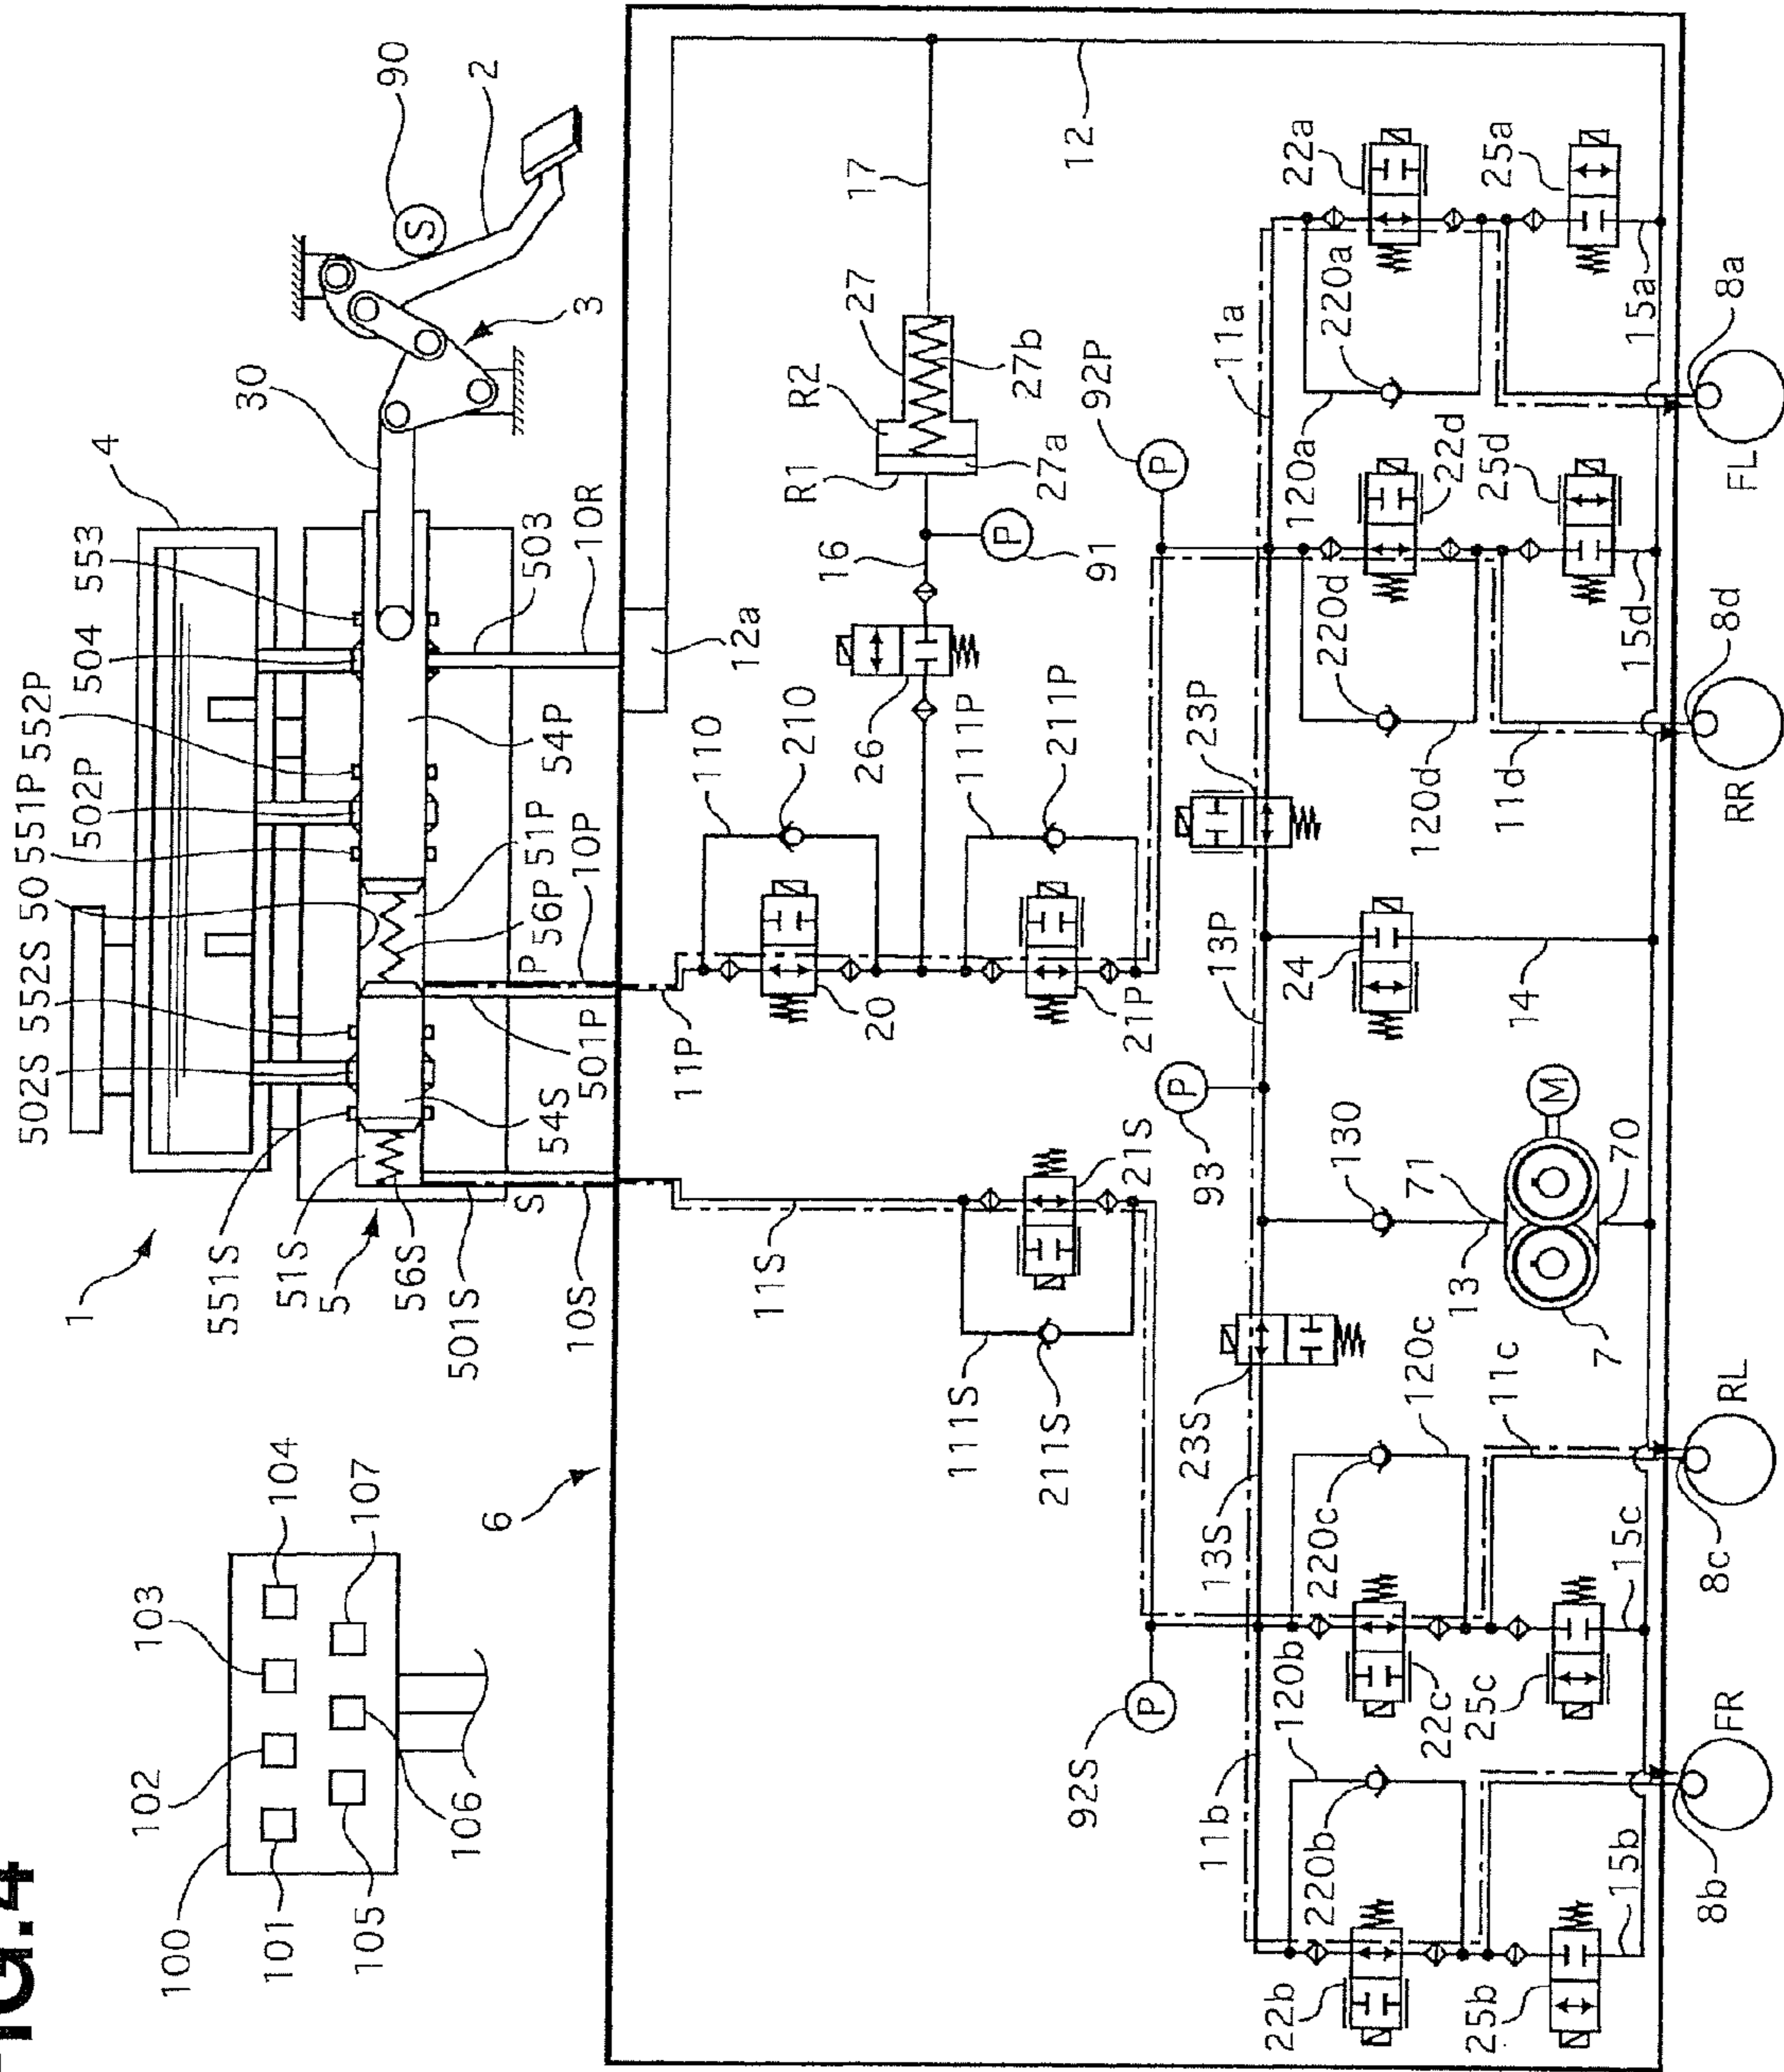 FIG.4
1
502S
552S
50
551P
502P
552P
504
553
4
30
90
2
3
S
551S
51S
5
56S
501S
10S
S
54S
501P
P
56P
51P
10P
54P
503
10R
100
101
102
103
104
105
106
107
6
11S
11P
110
210
20
26
12a
16
91
P
R1
R2
27
27a
27b
17
12
111S
211S
21S
21P
111P
211P
92P
P
92S
P
93
P
13S
23S
13P
23P
11a
11b
120b
220b
22b
25b
15b
220c
120c
22c
25c
15c
11c
130
71
13
7
M
70
24
14
220d
120d
22d
25d
15d
11d
120a
220a
22a
25a
15a
8b
FR
8c
RL
8d
RR
8a
FL